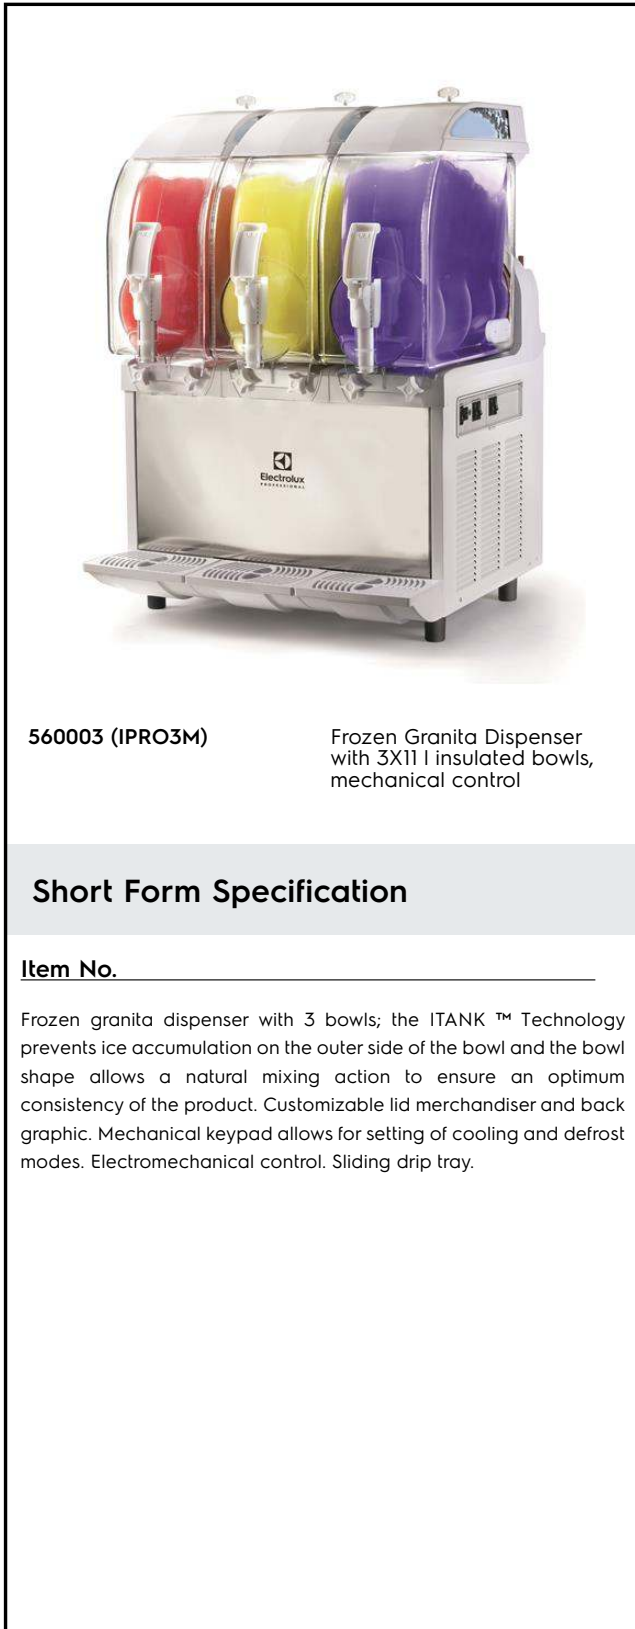 Electrolux
PROFESSIONAL
560003 (IPRO3M)
Frozen Granita Dispenser
with 3X11 l insulated bowls,
mechanical control
Short Form Specification
Item No.
Frozen granita dispenser with 3 bowls; the ITANK ™ Technology
prevents ice accumulation on the outer side of the bowl and the bowl
shape allows a natural mixing action to ensure an optimum
consistency of the product. Customizable lid merchandiser and back
graphic. Mechanical keypad allows for setting of cooling and defrost
modes. Electromechanical control. Sliding drip tray.